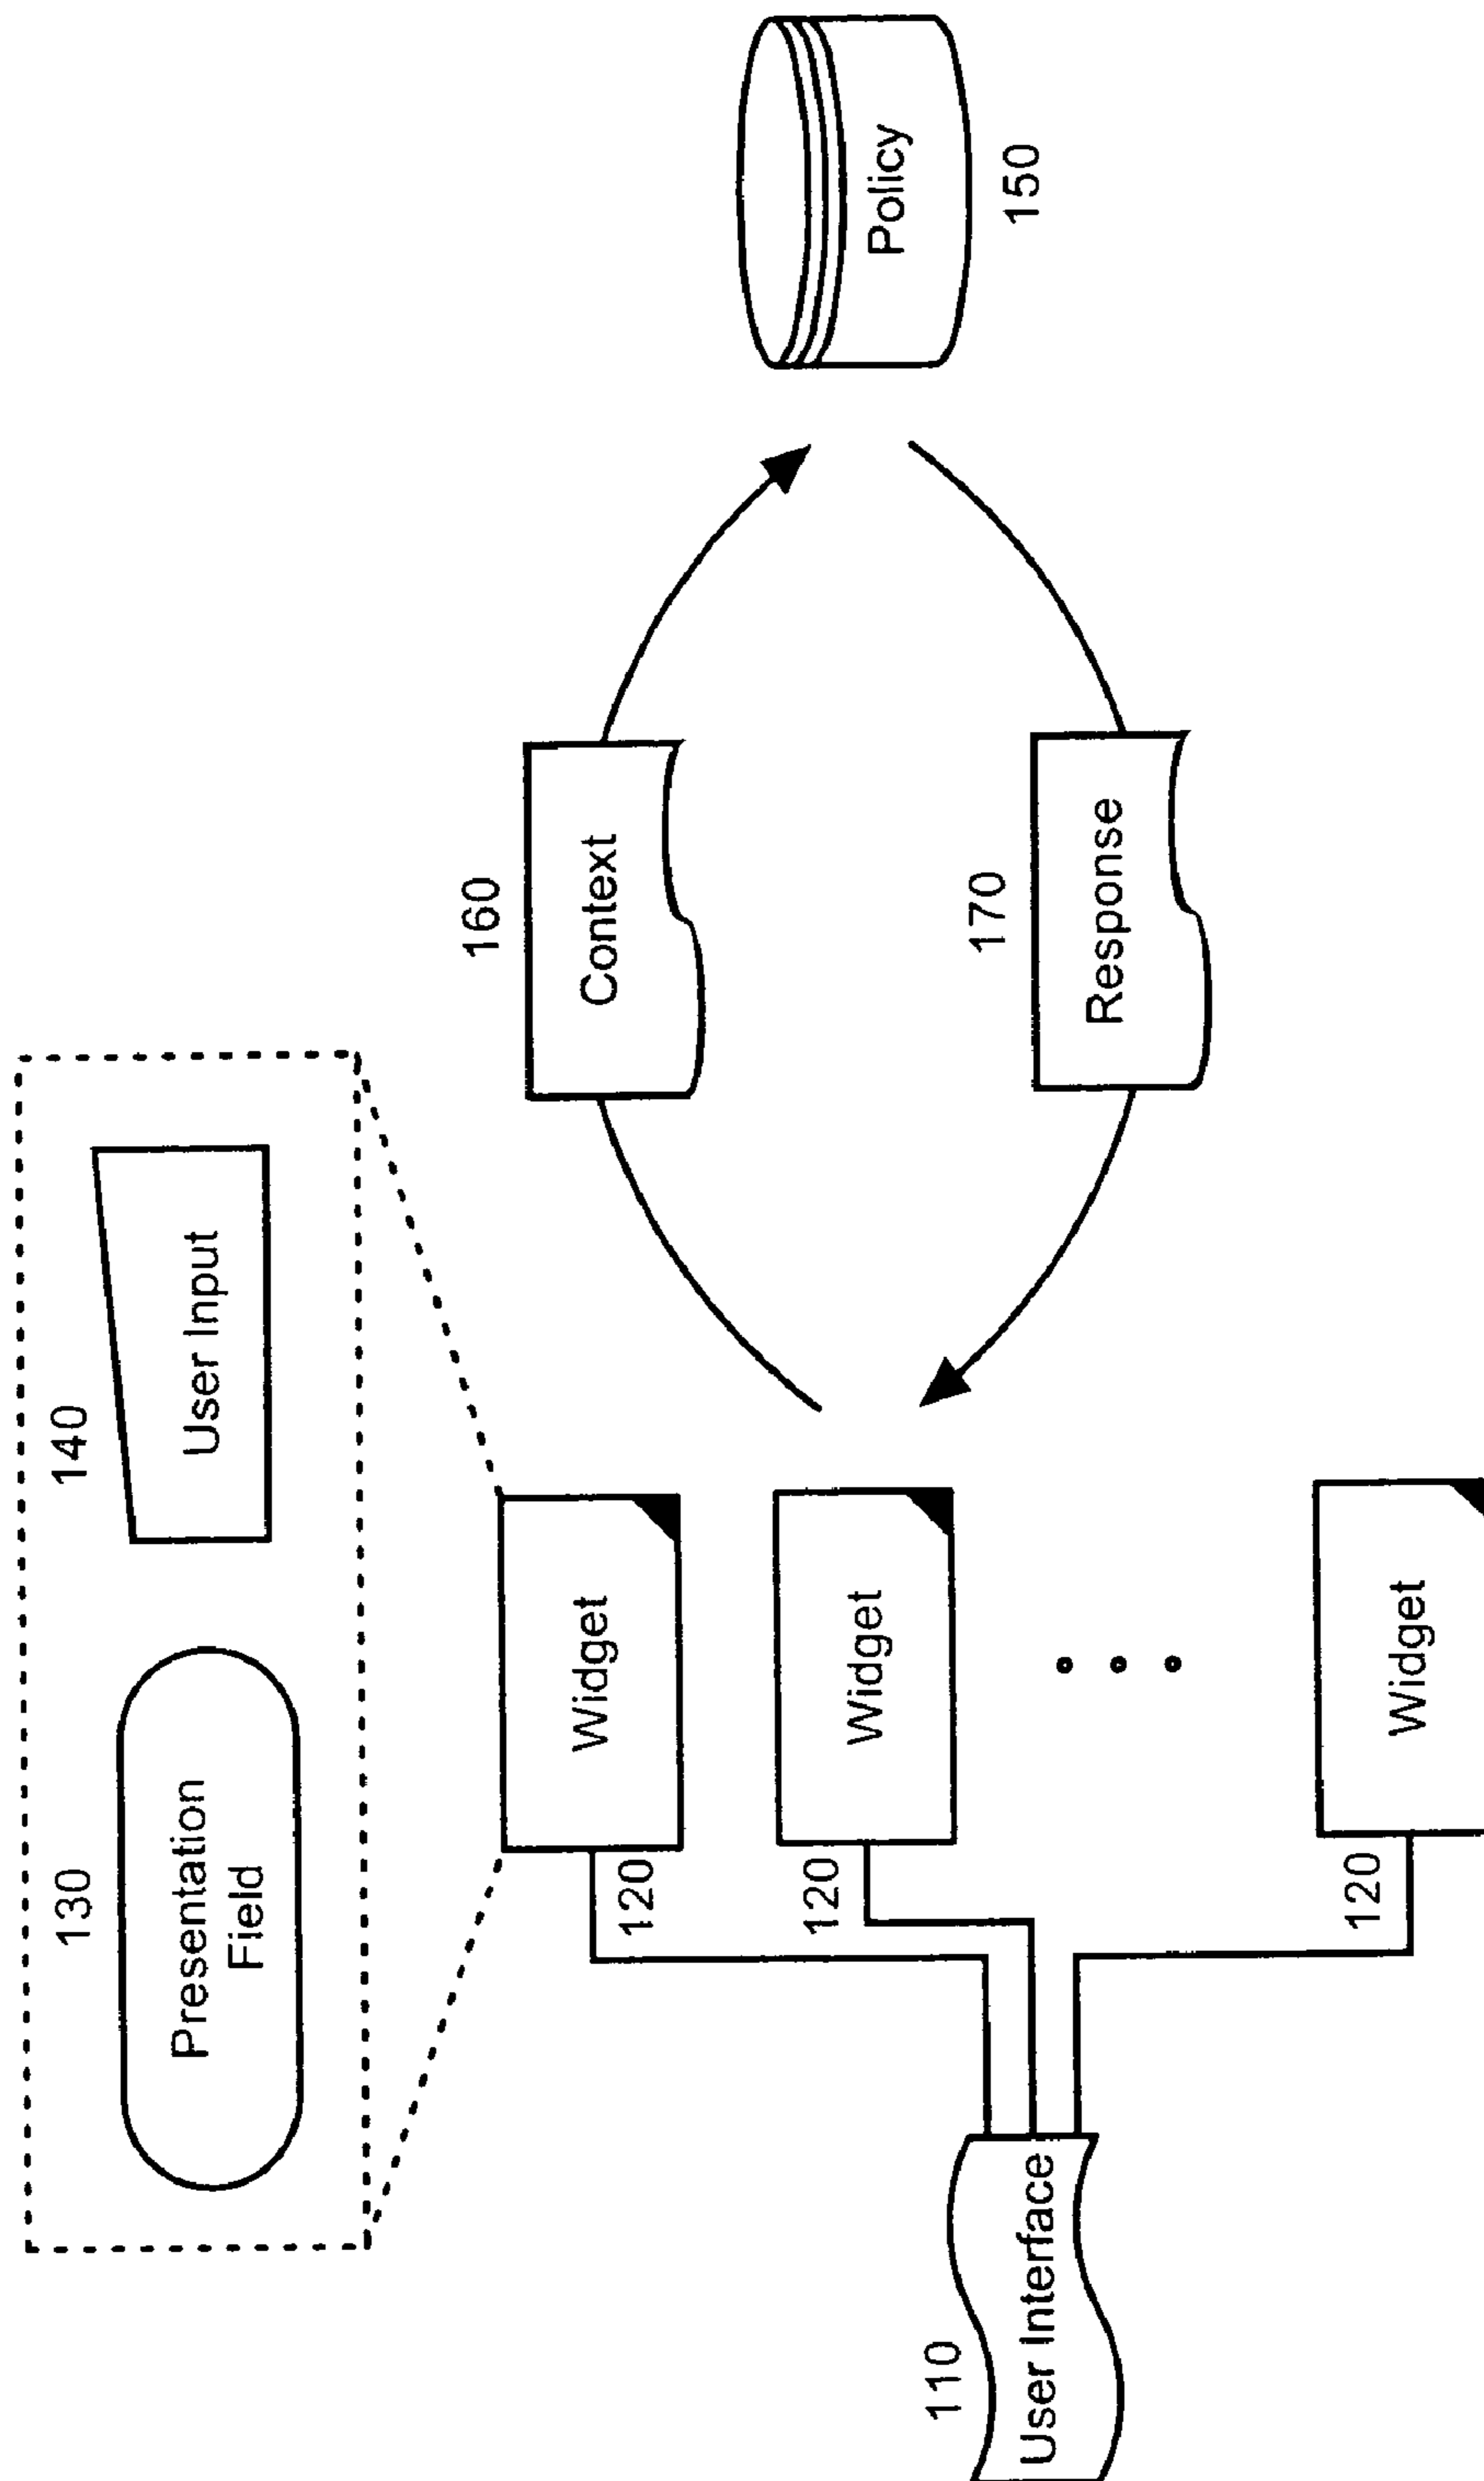 130
Presentation
Field
140
User Input
160
Context
Policy
150
Widget
120
Widget
120
170
Response
110
User Interface
Widget
120